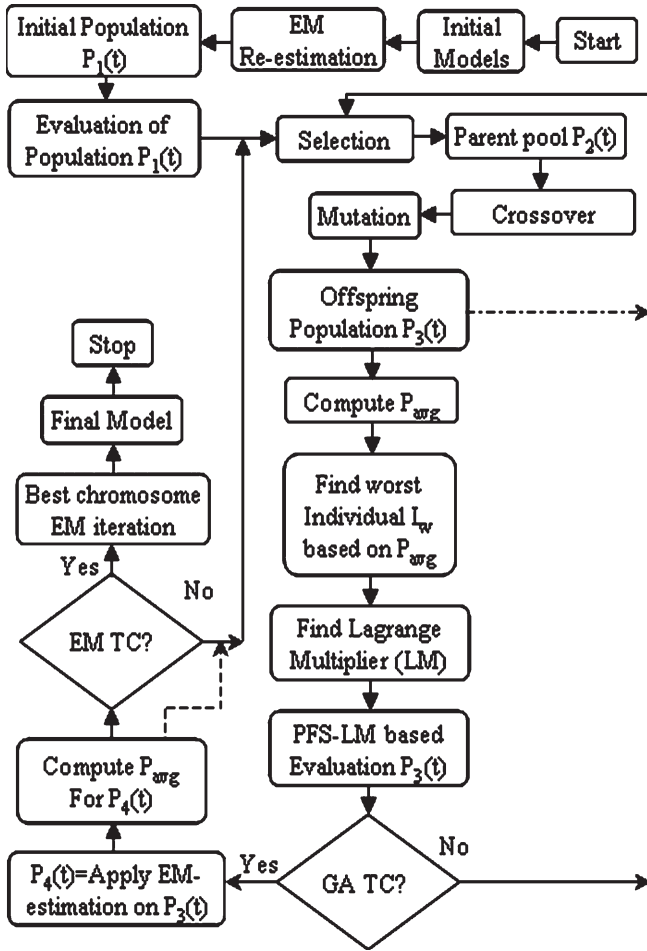 Start
Initial
Models
EM
Re-estimation
Initial Population
P₁(t)
Evaluation of
Population P₁(t)
Selection
Parent pool P₂(t)
Crossover
Mutation
Offspring
Population P₃(t)
Compute Pavg
Find worst
Individual Iw
based on Pavg
Find Lagrange
Multiplier (LM)
PFS-LM based
Evaluation P₃(t)
GA TC?
No
Yes
P₄(t)=Apply EM-
estimation on P₃(t)
Compute Pavg
For P₄(t)
EM TC?
No
Yes
Best chromosome
EM iteration
Final Model
Stop